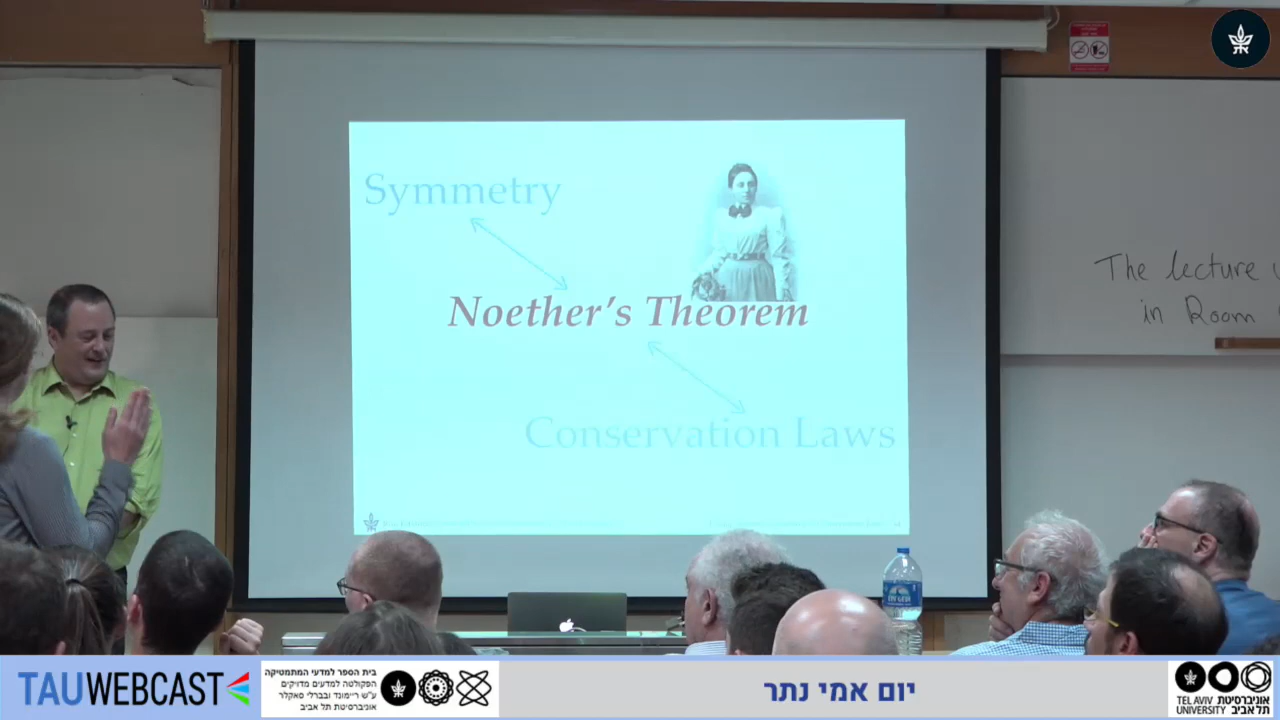 Symmetry
Noether's Theorem
Conservation Laws
The lecture
in Room
TAUWEBCAST
בית הספר למדעי המתמטיקה
הפקולטה למדעים מדויקים
ע"ש ריימונד ובברלי סאקלר
אוניברסיטת תל אביב
יום אמי נתר
TEL AVIV UNIVERSITY
אוניברסיטת תל אביב